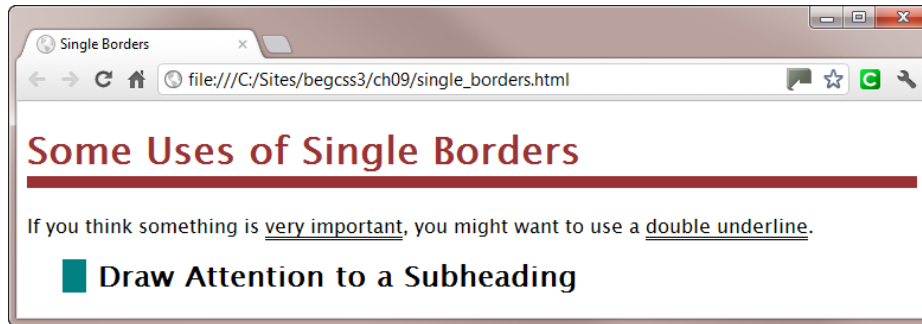 Single Borders
file:///C:/Sites/begcss3/ch09/single_borders.html
Some Uses of Single Borders
If you think something is very important, you might want to use a double underline.
Draw Attention to a Subheading